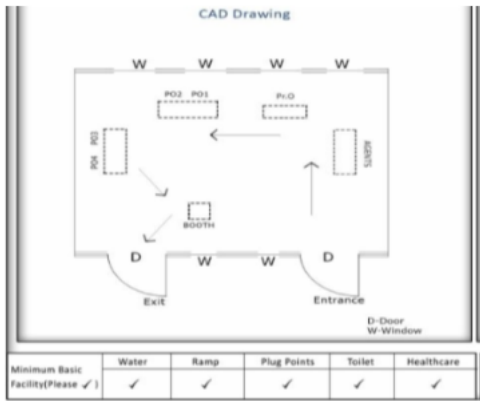 CAD Drawing
W W W W
PO2 PO1 Pr.O
PO4 PO3
AGENTS
BOOTH
D W W D
Exit Entrance
D-Door
W-Window
Minimum Basic Facility(Please ✓ ) Water Ramp Plug Points Toilet Healthcare
✓ ✓ ✓ ✓ ✓